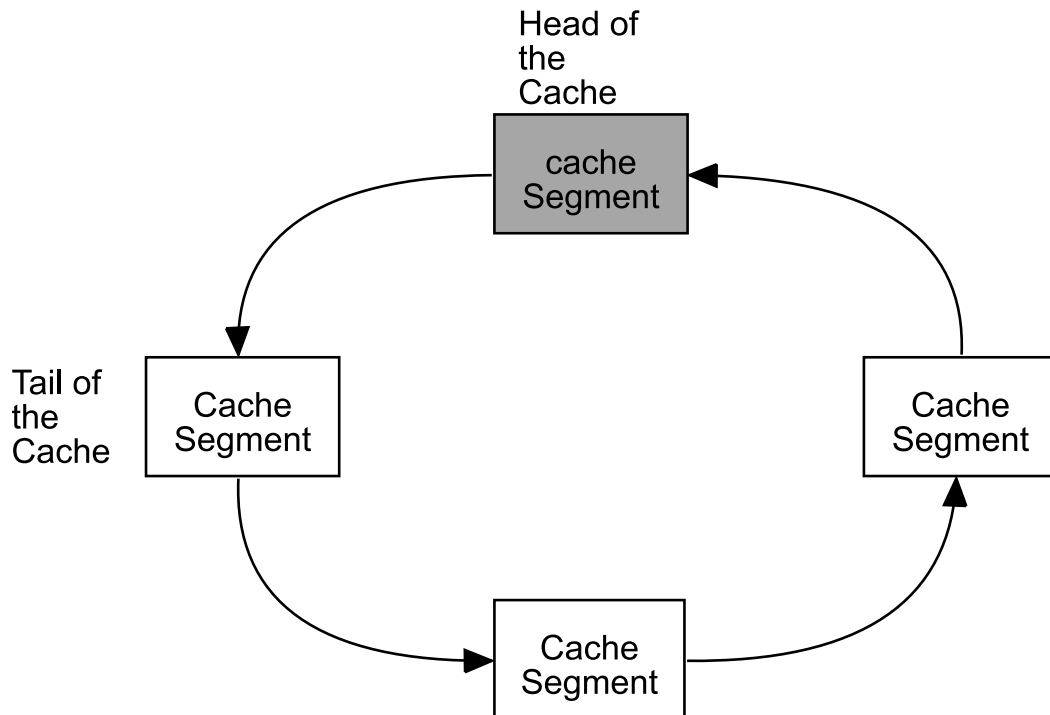 Head of
the
Cache
cache
Segment
Tail of
the
Cache
Cache
Segment
Cache
Segment
Cache
Segment